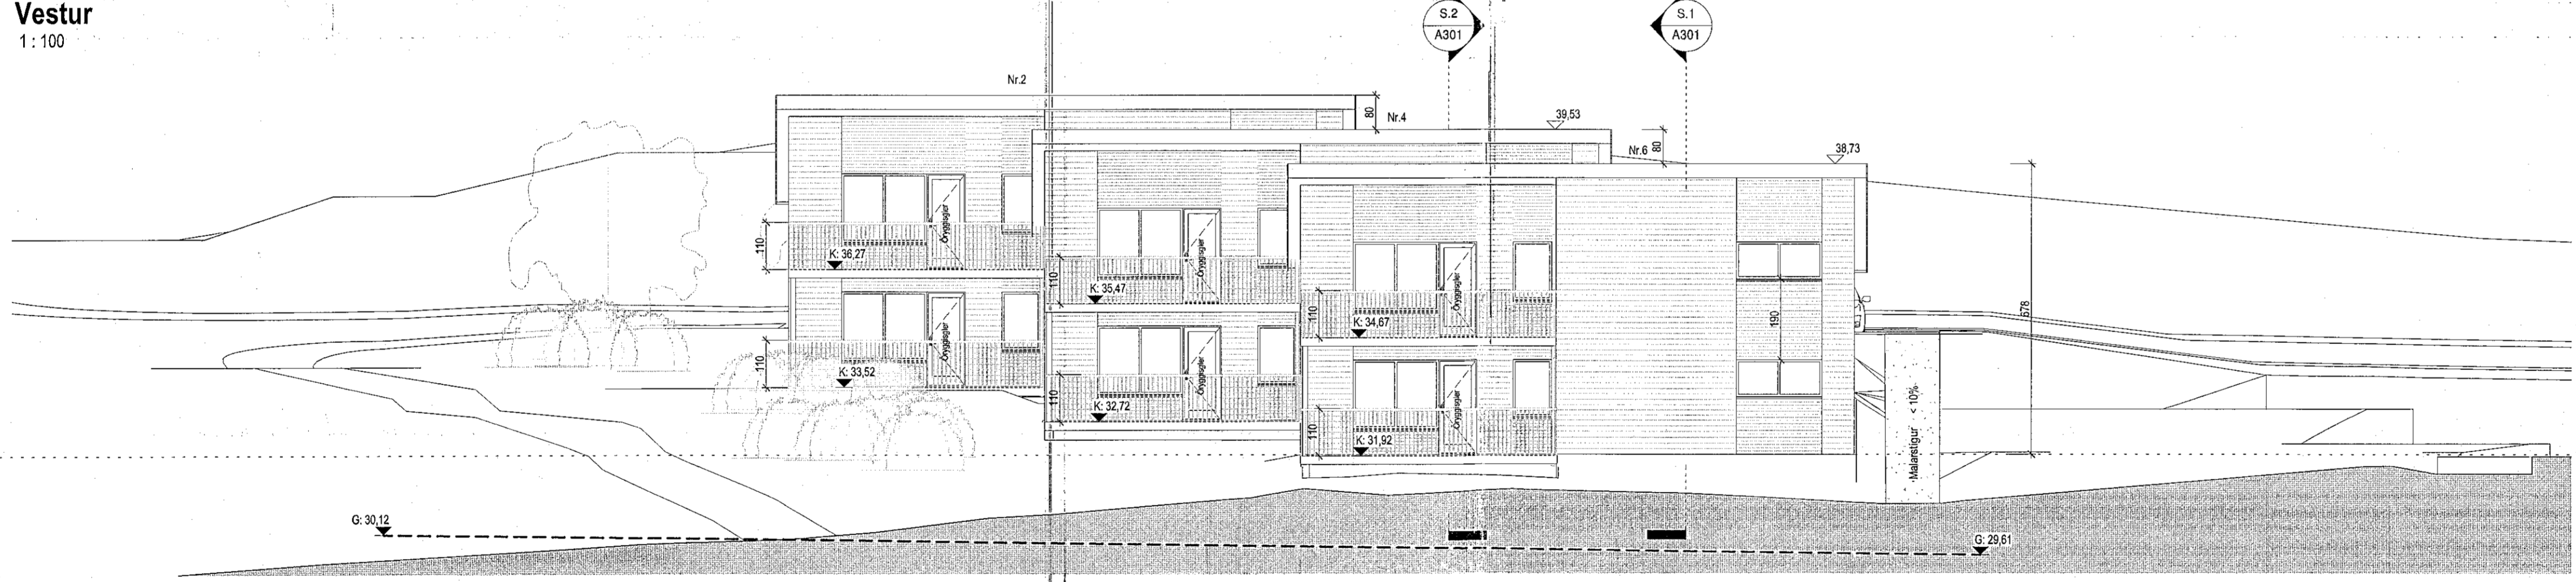 Vestur
1 : 100
S.2
A301
S.1
A301
Nr.2
80
Nr.4
39,53
Nr.6
80
38,73
Öryggisgler
110
K: 36,27
Öryggisgler
110
K: 35,47
Öryggisgler
110
K: 34,67
190
678
Öryggisgler
110
K: 33,52
Öryggisgler
110
K: 32,72
Öryggisgler
110
K: 31,92
Malarstígur < 10%
G: 30,12
G: 29,61